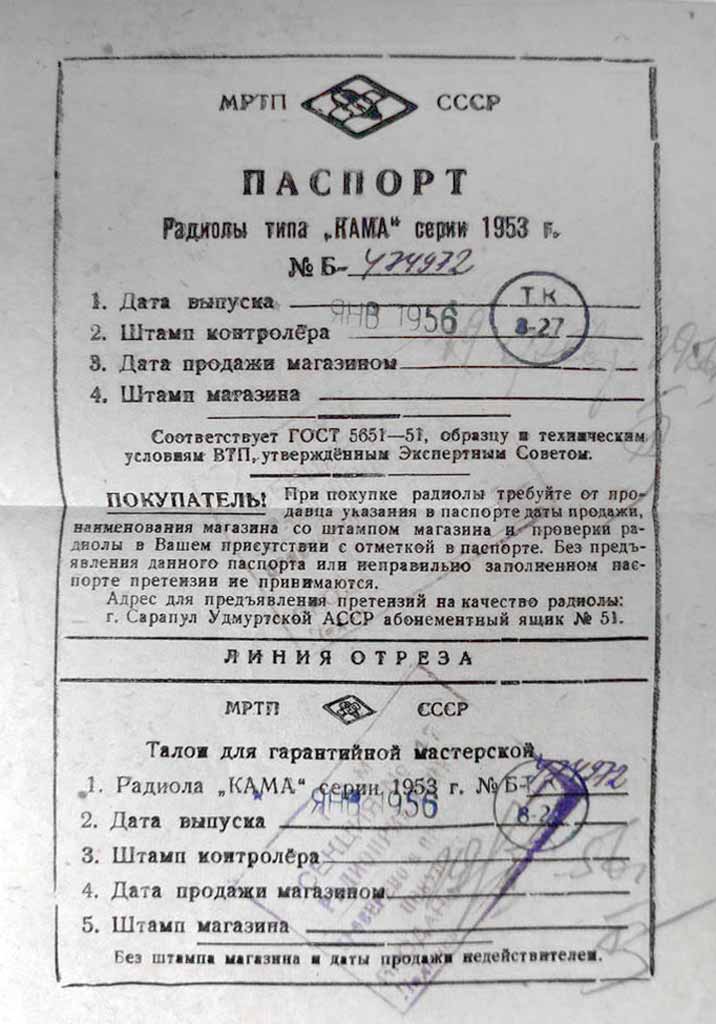 МРТП СССР
ПАСПОРТ
Радиолы типа „КАМА“ серии 1953 г.
№ Б- 474972
1. Дата выпуска
ЯНВ 1956
Т.К
8-27
2. Штамп контролёра
3. Дата продажи магазином
4. Штамп магазина
Соответствует ГОСТ 5651—51, образцу и техническим
условиям ВТП, утверждённым Экспертным Советом.
ПОКУПАТЕЛЬ! При покупке радиолы требуйте от про-
давца указания в паспорте даты продажи,
наименования магазина со штампом магазина и проверки ра-
диолы в Вашем присутствии с отметкой в паспорте. Без предъ-
явления данного паспорта или неправильно заполненном пас-
порте претензии не принимаются.
Адрес для предъявления претензий на качество радиолы:
г. Сарапул Удмуртской АССР абонементный ящик № 51.
ЛИНИЯ ОТРЕЗА
МРТП СССР
Талон для гарантийной мастерской
1. Радиола „КАМА“ серии 1953 г. № Б- 474972
ЯНВ 1956
2. Дата выпуска
3. Штамп контролёра
4. Дата продажи магазином
5. Штамп магазина
Без штампа магазина и даты продажи недействителен.